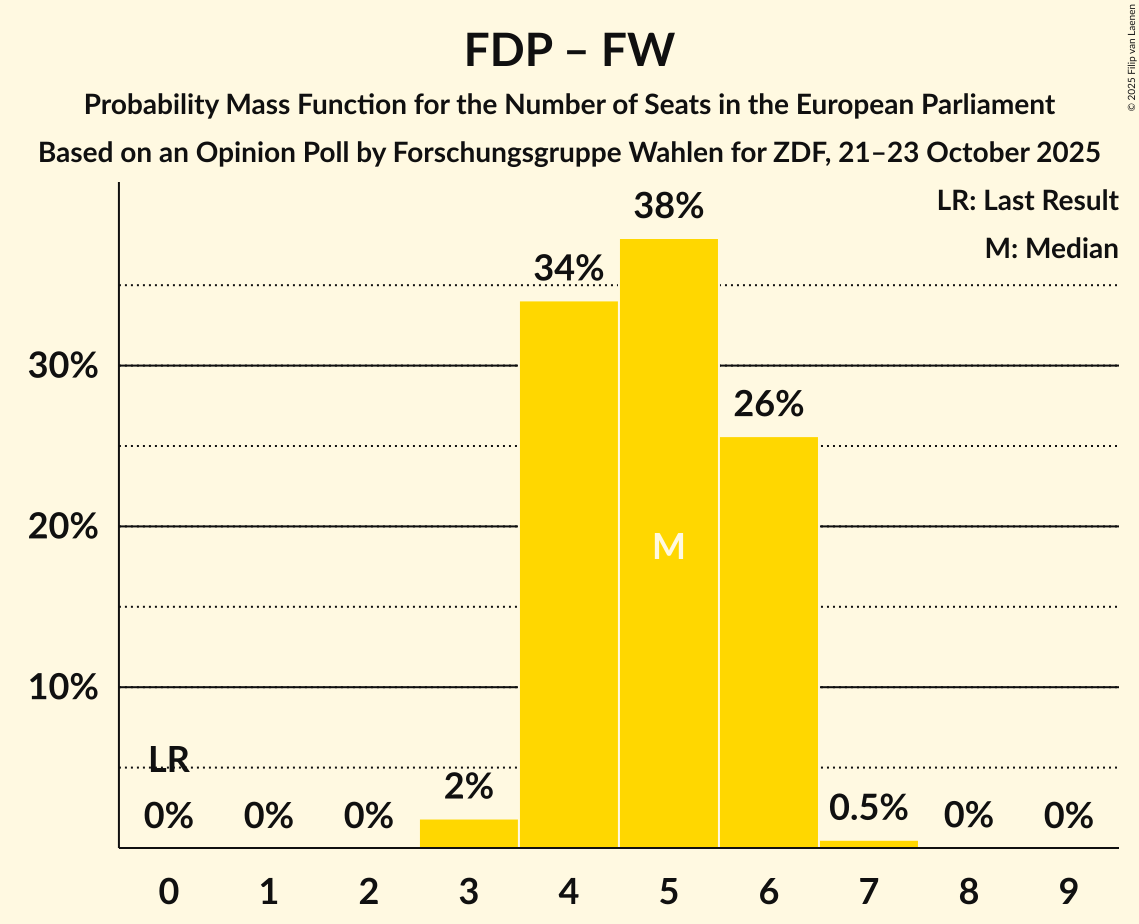 FDP – FW
Probability Mass Function for the Number of Seats in the European Parliament
Based on an Opinion Poll by Forschungsgruppe Wahlen for ZDF, 21–23 October 2025
© 2025 Filip van Laenen
LR: Last Result
M: Median
38%
34%
30%
26%
20%
M
10%
LR
2%
0% 0% 0% 0.5% 0% 0%
0 1 2 3 4 5 6 7 8 9